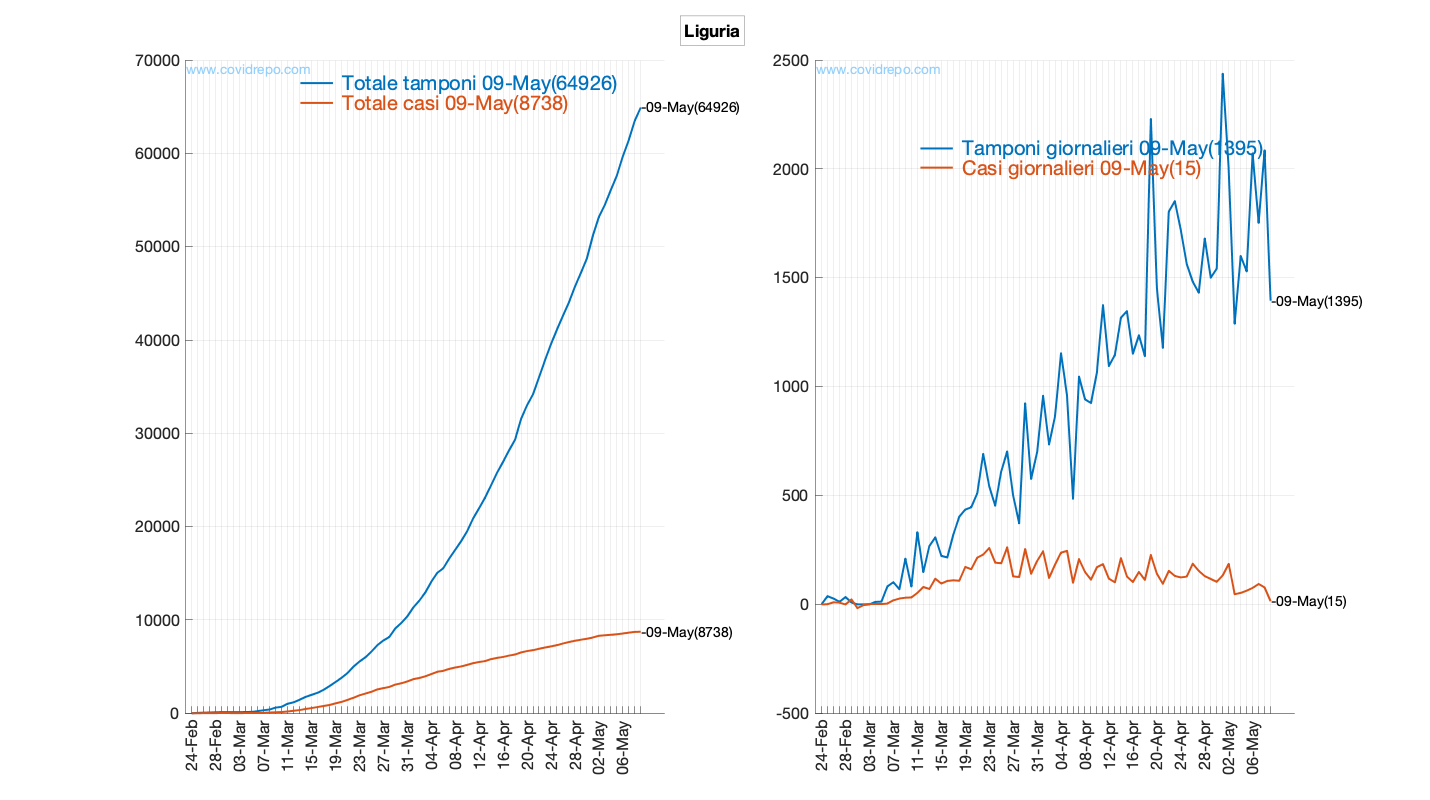 Liguria
www.covidrepo.com
Totale tamponi 09-May(64926)
Totale casi 09-May(8738)
70000
60000
50000
40000
30000
20000
10000
0
-09-May(64926)
-09-May(8738)
24-Feb
28-Feb
03-Mar
07-Mar
11-Mar
15-Mar
19-Mar
23-Mar
27-Mar
31-Mar
04-Apr
08-Apr
12-Apr
16-Apr
20-Apr
24-Apr
28-Apr
02-May
06-May
www.covidrepo.com
Tamponi giornalieri 09-May(1395)
Casi giornalieri 09-May(15)
2500
2000
1500
1000
500
0
-500
-09-May(1395)
-09-May(15)
24-Feb
28-Feb
03-Mar
07-Mar
11-Mar
15-Mar
19-Mar
23-Mar
27-Mar
31-Mar
04-Apr
08-Apr
12-Apr
16-Apr
20-Apr
24-Apr
28-Apr
02-May
06-May